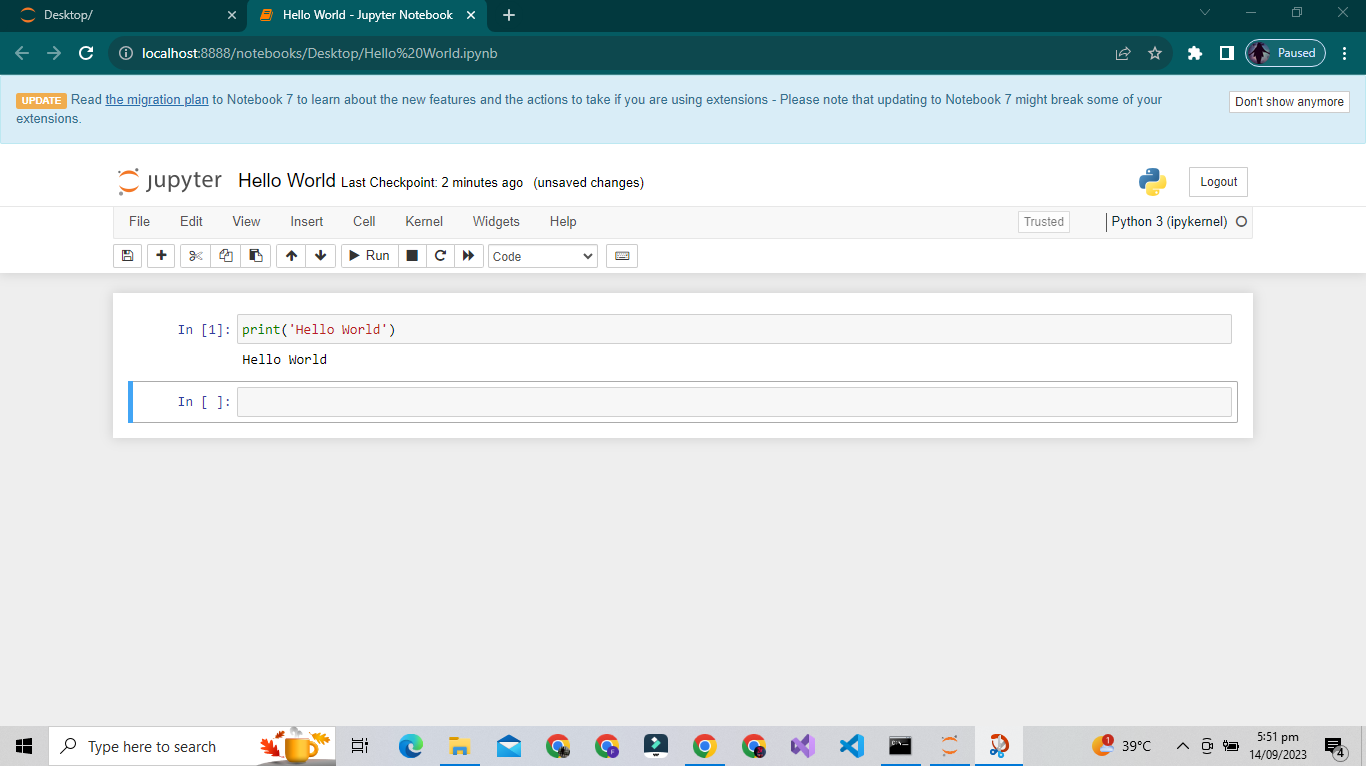 Desktop/
Hello World - Jupyter Notebook
localhost:8888/notebooks/Desktop/Hello%20World.ipynb
Paused
UPDATE Read the migration plan to Notebook 7 to learn about the new features and the actions to take if you are using extensions - Please note that updating to Notebook 7 might break some of your
extensions.
Don't show anymore
jupyter Hello World Last Checkpoint: 2 minutes ago (unsaved changes)
Logout
File Edit View Insert Cell Kernel Widgets Help
Trusted
Python 3 (ipykernel)
Run
Code
In [1]: print('Hello World')
Hello World
In [ ]:
Type here to search
F
1
39°C
5:51 pm
14/09/2023
4